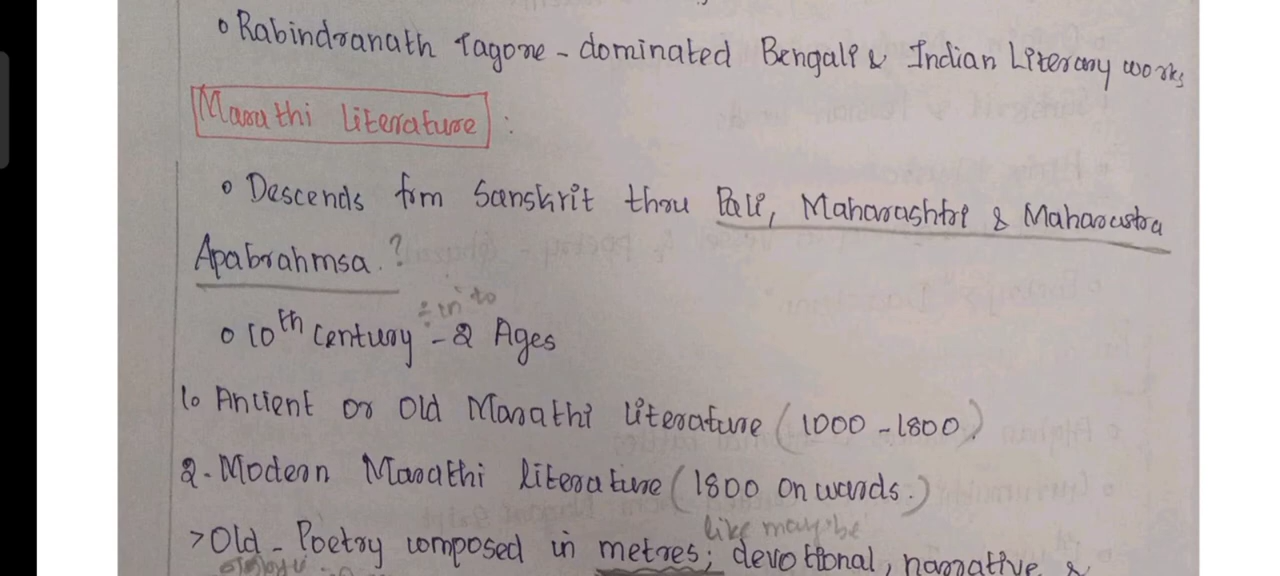 • Rabindranath Tagore - dominated Bengali & Indian Literary works
Marathi literature :
• Descends frm Sanskrit thru Pali, Maharashtri & Maharastra
Apabrahmsa. ?
÷ in to
• 10th century - 2 Ages
1. Ancient or Old Marathi literature (1000 - 1800)
2. Modern Marathi literature (1800 onwards.)
like may be
> Old - Poetry composed in metres; devotional, narrative &